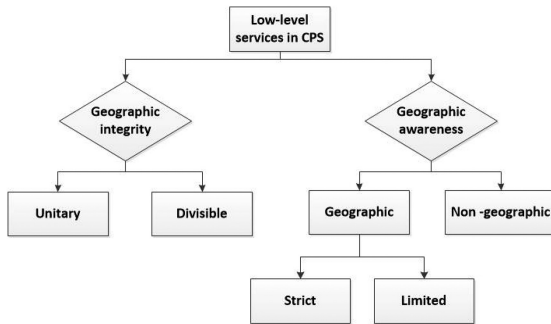 Low-level
services in CPS
Geographic
integrity
Geographic
awareness
Unitary
Divisible
Geographic
Non -geographic
Strict
Limited